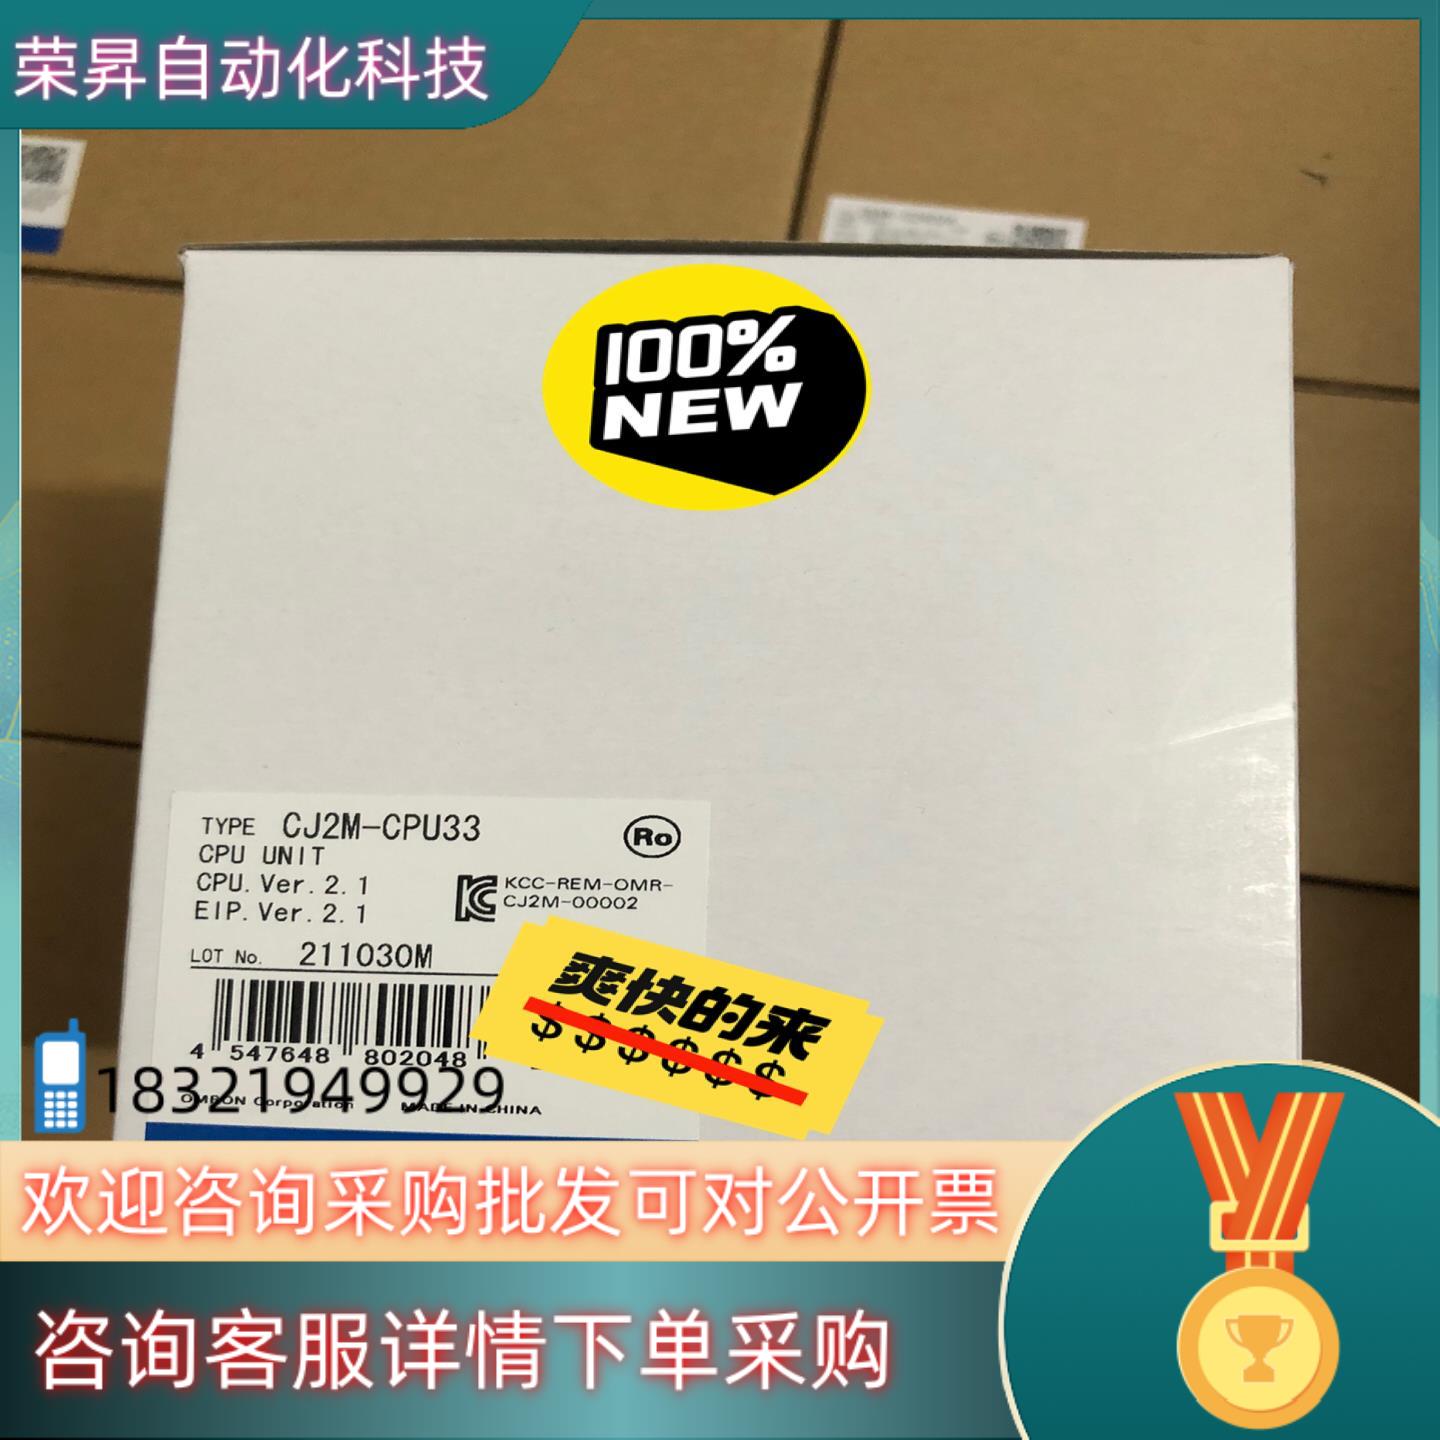 荣昇自动化科技
100%
NEW
TYPE CJ2M-CPU33
Ro
CPU UNIT
CPU.Ver.2.1
EIP.Ver.2.1
KCC-REM-OMR-
CJ2M-00002
LOT No. 211030M
爽快的来
$$$$$$
4 547648 802048
18321949929
OMRON Corporation MADE IN CHINA
欢迎咨询采购批发可对公开票
咨询客服详情下单采购